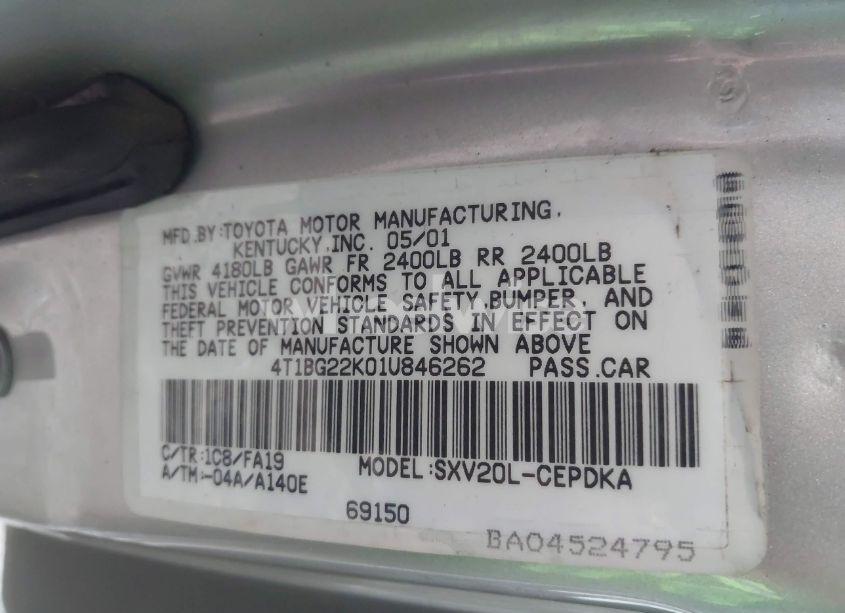 MFD.BY:TOYOTA MOTOR MANUFACTURING,
KENTUCKY,INC. 05/01
GVWR 4180LB GAWR FR 2400LB RR 2400LB
THIS VEHICLE CONFORMS TO ALL APPLICABLE
FEDERAL MOTOR VEHICLE SAFETY,BUMPER, AND
THEFT PREVENTION STANDARDS IN EFFECT ON
THE DATE OF MANUFACTURE SHOWN ABOVE
4T1BG22K01U846262 PASS.CAR
C/TR:1C8/FA19 MODEL:SXV20L-CEPDKA
A/TM:-04A/A140E
69150
BA04524795